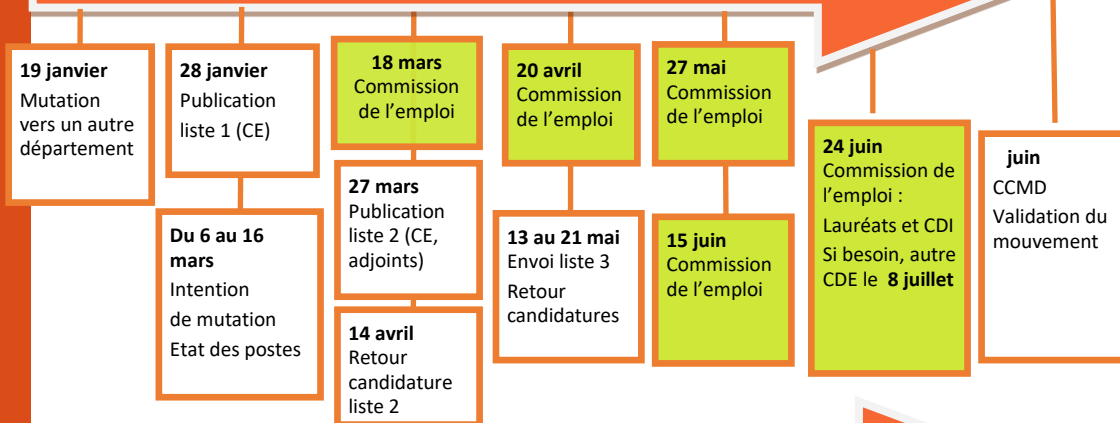 19 janvier
Mutation
vers un autre
département
28 janvier
Publication
liste 1 (CE)
Du 6 au 16
mars
Intention
de mutation
Etat des postes
18 mars
Commission
de l’emploi
27 mars
Publication
liste 2 (CE,
adjoints)
14 avril
Retour
candidature
liste 2
20 avril
Commission
de l’emploi
13 au 21 mai
Envoi liste 3
Retour
candidatures
27 mai
Commission
de l’emploi
15 juin
Commission
de l’emploi
24 juin
Commission de
l’emploi :
Lauréats et CDI
Si besoin, autre
CDE le 8 juillet
juin
CCMD
Validation du
mouvement